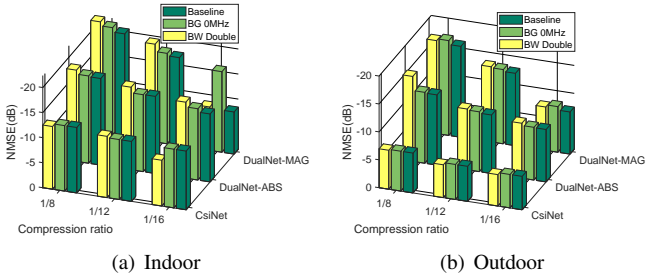 Baseline
BG 0MHz
BW Double
NMSE(dB)
-20
-15
-10
-5
0
1/8
1/12
1/16
Compression ratio
CsiNet
DualNet-ABS
DualNet-MAG
(a) Indoor
Baseline
BG 0MHz
BW Double
NMSE(dB)
-20
-15
-10
-5
0
1/8
1/12
1/16
Compression ratio
CsiNet
DualNet-ABS
DualNet-MAG
(b) Outdoor